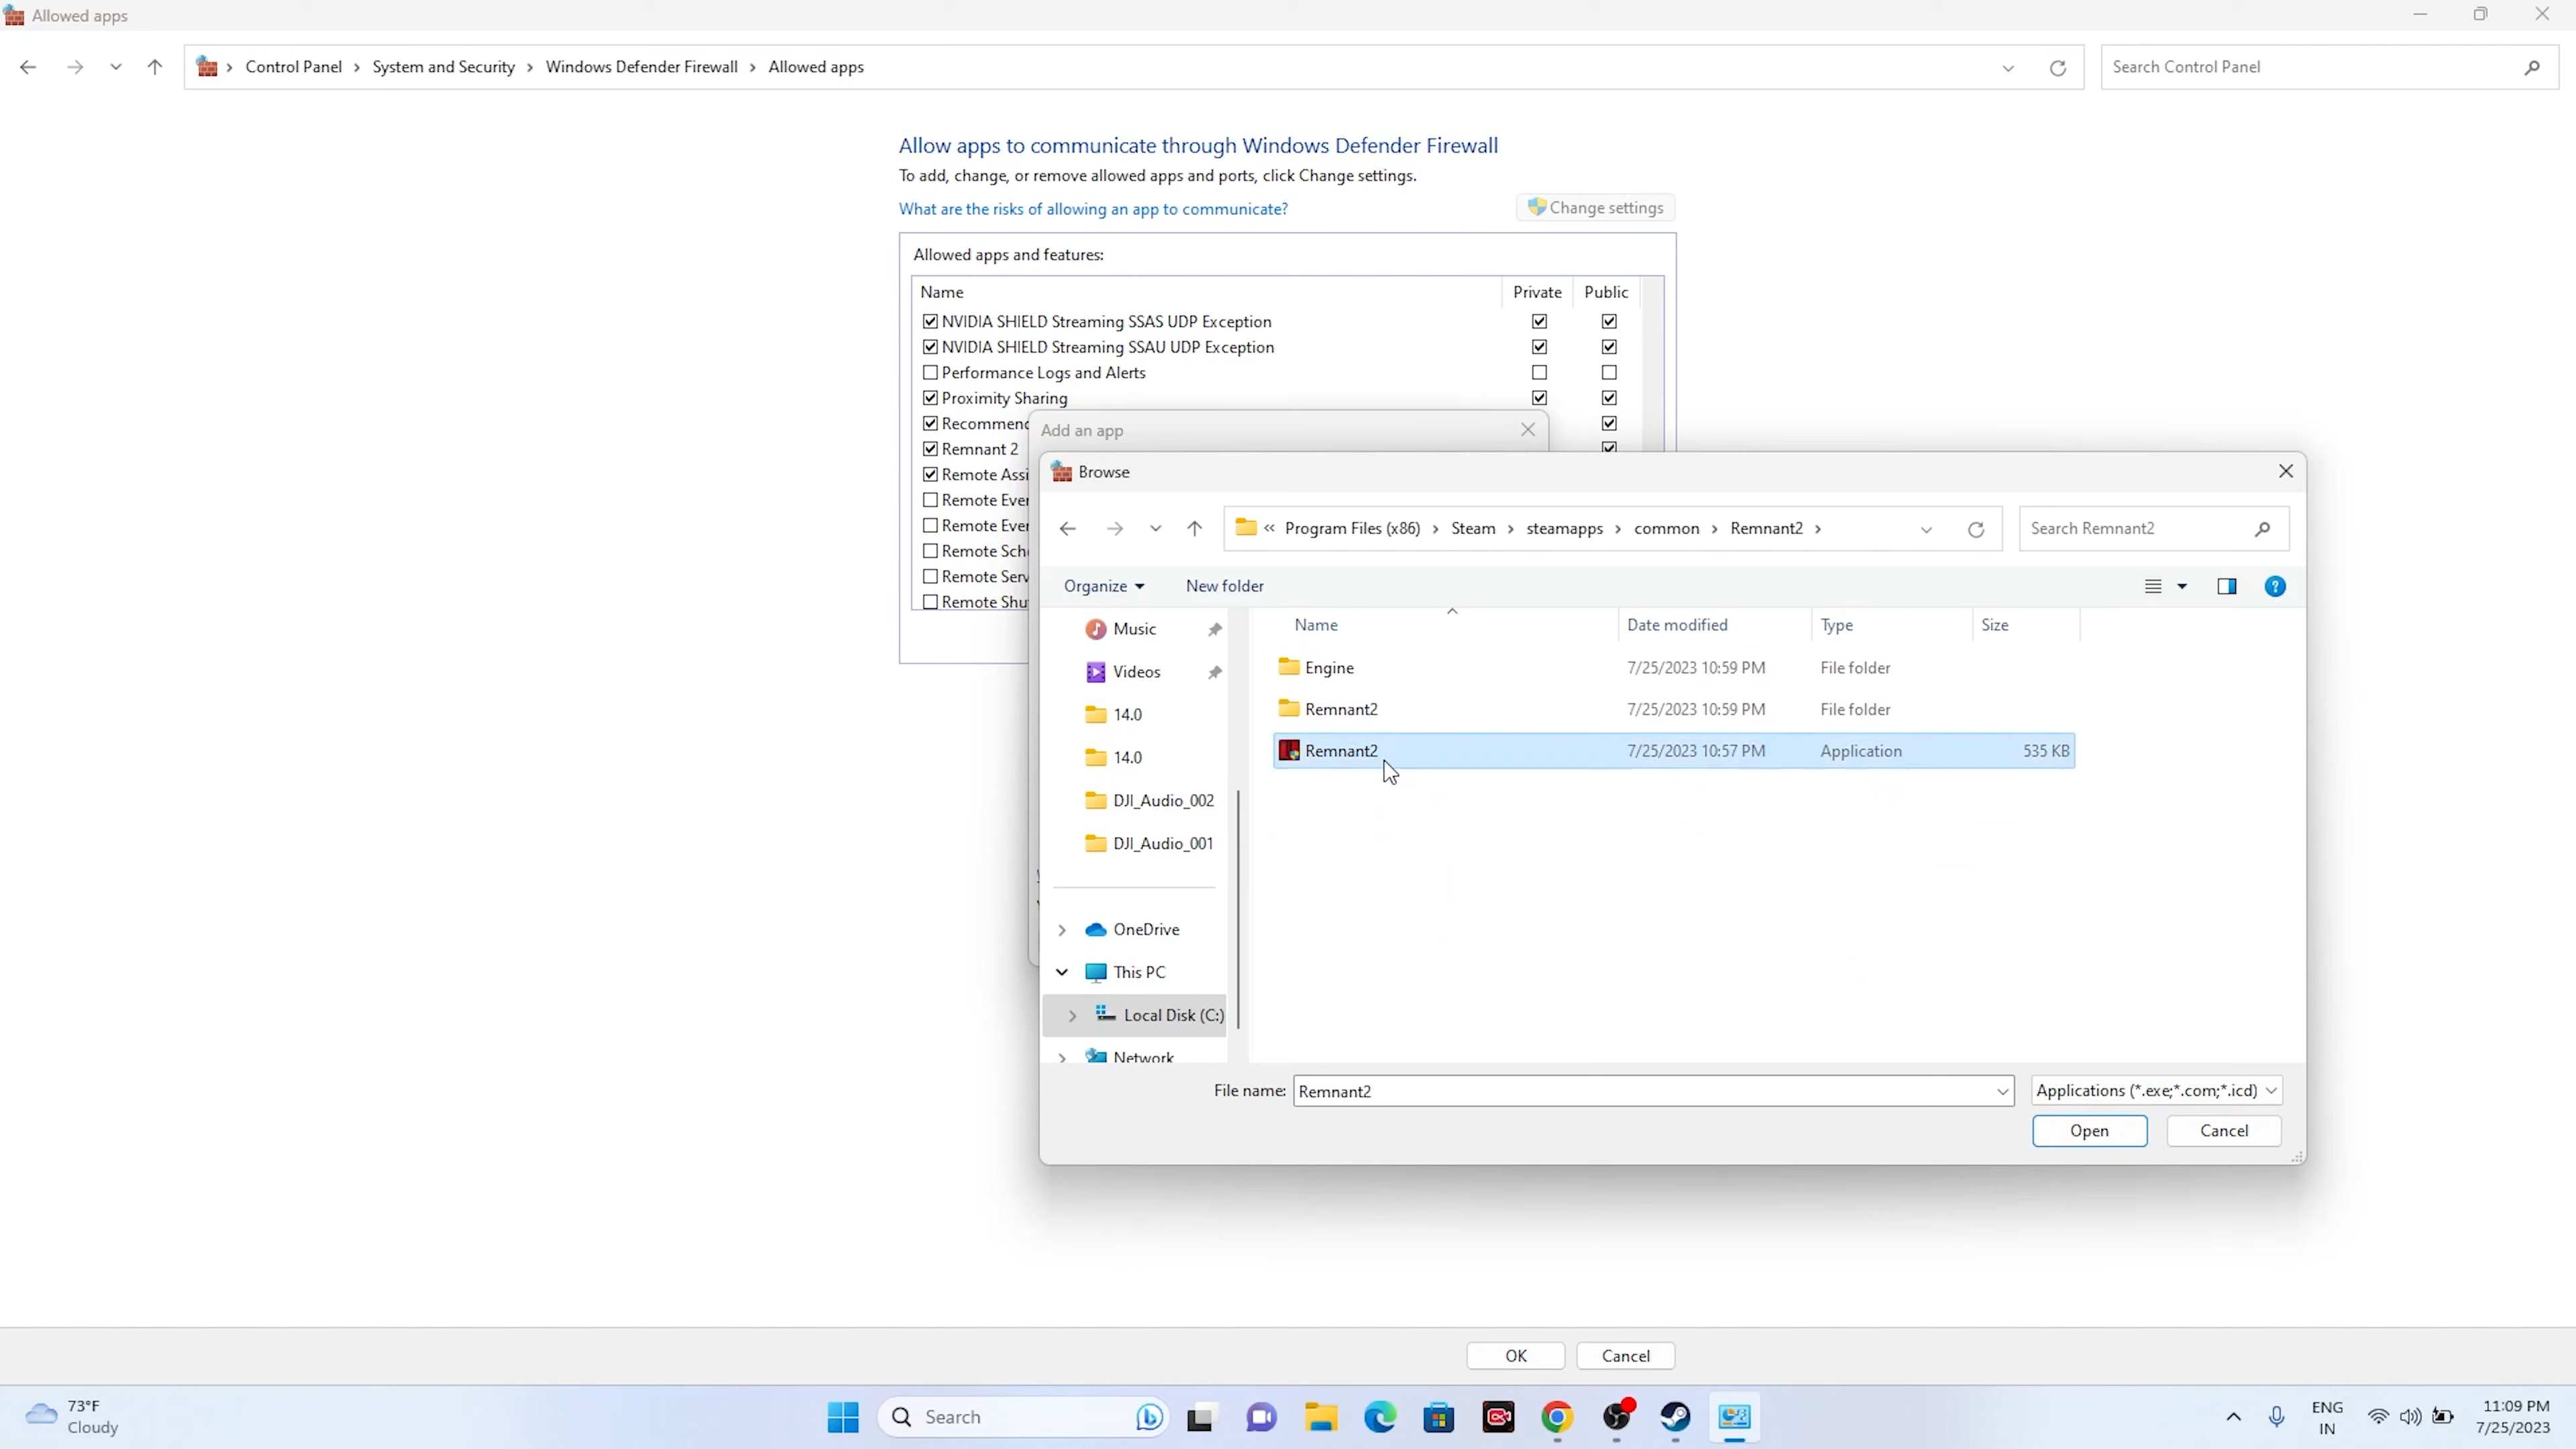 Allowed apps
Control Panel > System and Security > Windows Defender Firewall > Allowed apps
Search Control Panel
Allow apps to communicate through Windows Defender Firewall
To add, change, or remove allowed apps and ports, click Change settings.
What are the risks of allowing an app to communicate?
Change settings
Allowed apps and features:
Name Private Public
NVIDIA SHIELD Streaming SSAS UDP Exception
NVIDIA SHIELD Streaming SSAU UDP Exception
Performance Logs and Alerts
Proximity Sharing
Recommend
Remnant 2
Remote Assi
Remote Ever
Remote Ever
Remote Sch
Remote Serv
Remote Shu
Add an app
Browse
« Program Files (x86) > Steam > steamapps > common > Remnant2 >
Search Remnant2
Organize New folder
Name Date modified Type Size
Music
Videos
14.0
14.0
DJI_Audio_002
DJI_Audio_001
OneDrive
This PC
Local Disk (C:)
Network
Engine 7/25/2023 10:59 PM File folder
Remnant2 7/25/2023 10:59 PM File folder
Remnant2 7/25/2023 10:57 PM Application 535 KB
File name: Remnant2 Applications (*.exe;*.com;*.icd)
Open Cancel
OK Cancel
73°F
Cloudy
Search
ENG
IN
11:09 PM
7/25/2023